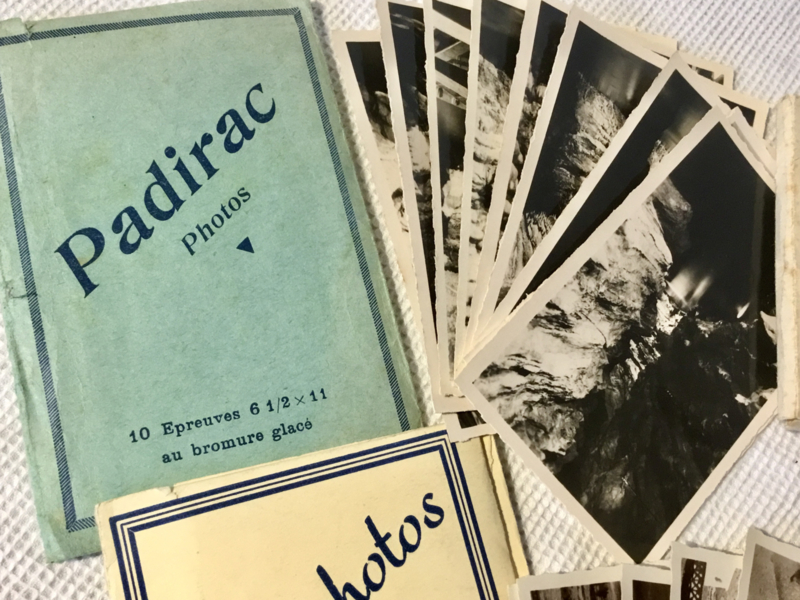 Padirac
Photos
10 Epreuves 6 1/2 × 11
au bromure glacé
hotos